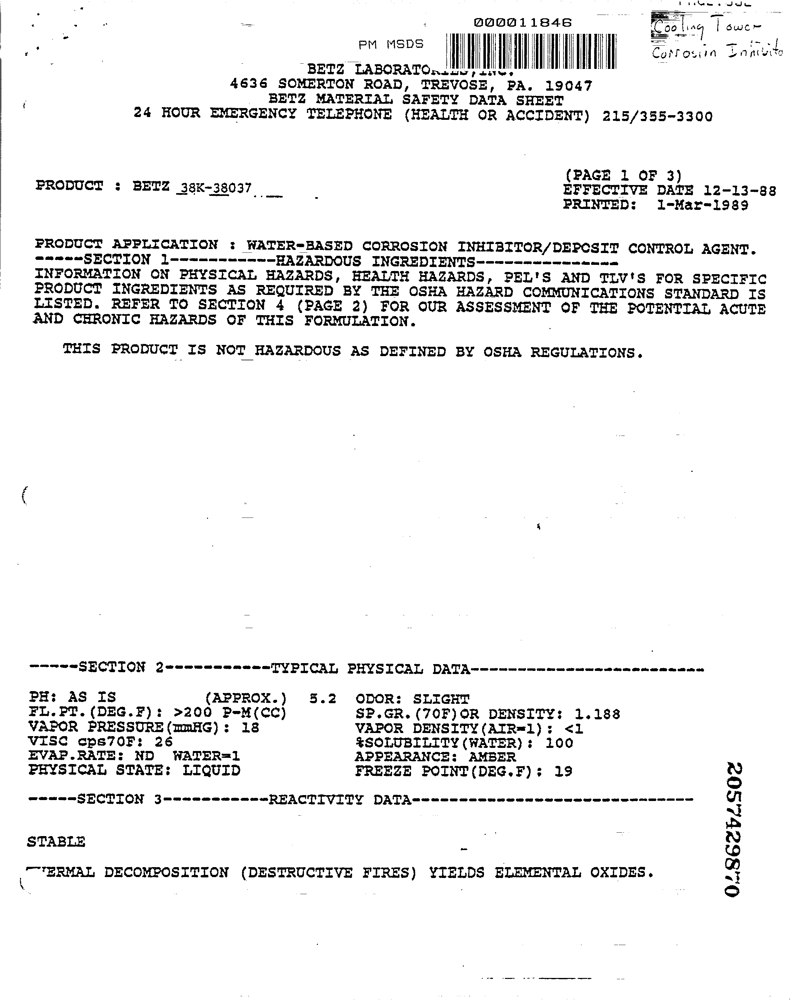 000011846
Cooling Tower
PM MSDS
Corrosion
BETZ
4636 SOMERTON ROAD, TREVOSE, PA. 19047
BETZ MATERIAL SAFETY DATA SHEET
24 HOUR EMERGENCY TELEPHONE (HEALTH OR ACCIDENT) 215/355-3300
(PAGE 1 OF 3)
PRODUCT : BETZ 38K-38037
EFFECTIVE DATE 12-13-88
PRINTED: 1-Mar-1989
PRODUCT APPLICATION : WATER-BASED CORROSION INHIBITOR/DEPOSIT CONTROL AGENT.
-----SECTION 1-----------HAZARDOUS INGREDIENTS---------------
INFORMATION ON PHYSICAL HAZARDS, HEALTH HAZARDS, PEL'S AND TLV'S FOR SPECIFIC
PRODUCT INGREDIENTS AS REQUIRED BY THE OSHA HAZARD COMMUNICATIONS STANDARD IS
LISTED. REFER TO SECTION 4 (PAGE 2) FOR OUR ASSESSMENT OF THE POTENTIAL ACUTE
AND CHRONIC HAZARDS OF THIS FORMULATION.
THIS PRODUCT IS NOT HAZARDOUS AS DEFINED BY OSHA REGULATIONS.
-----SECTION 2-----------TYPICAL PHYSICAL DATA-------------------------
PH: AS IS (APPROX.) 5.2 ODOR: SLIGHT
FL.PT.(DEG.F): >200 P-M(CC) SP.GR.(70F)OR DENSITY: 1.188
VAPOR PRESSURE(mmHG): 18 VAPOR DENSITY(AIR=1): <1
VISC cps70F: 26 %SOLUBILITY(WATER): 100
EVAP.RATE: ND WATER=1 APPEARANCE: AMBER
PHYSICAL STATE: LIQUID FREEZE POINT(DEG.F): 19
-----SECTION 3-----------REACTIVITY DATA------------------------------
STABLE
DECOMPOSITION (DESTRUCTIVE FIRES) YIELDS ELEMENTAL OXIDES.
2057429870